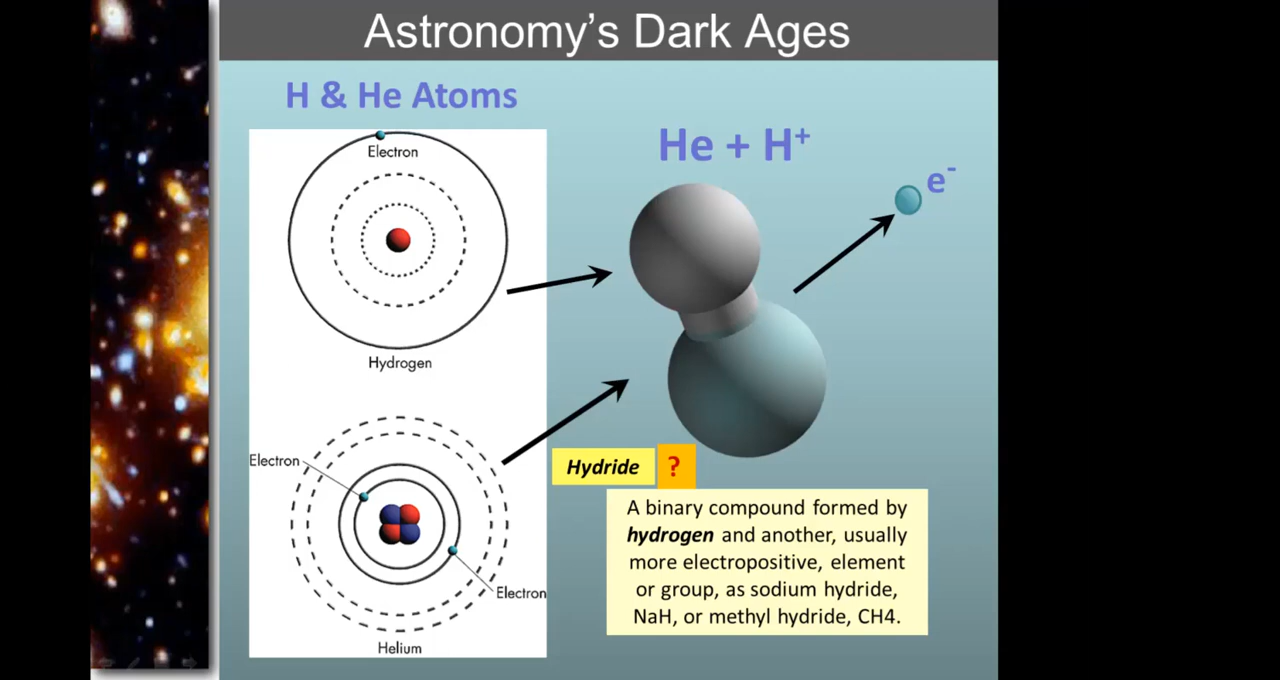 Astronomy's Dark Ages
H & He Atoms
Electron
Hydrogen
Electron
Electron
Helium
He + H⁺
e⁻
Hydride ?
A binary compound formed by
hydrogen and another, usually
more electropositive, element
or group, as sodium hydride,
NaH, or methyl hydride, CH4.